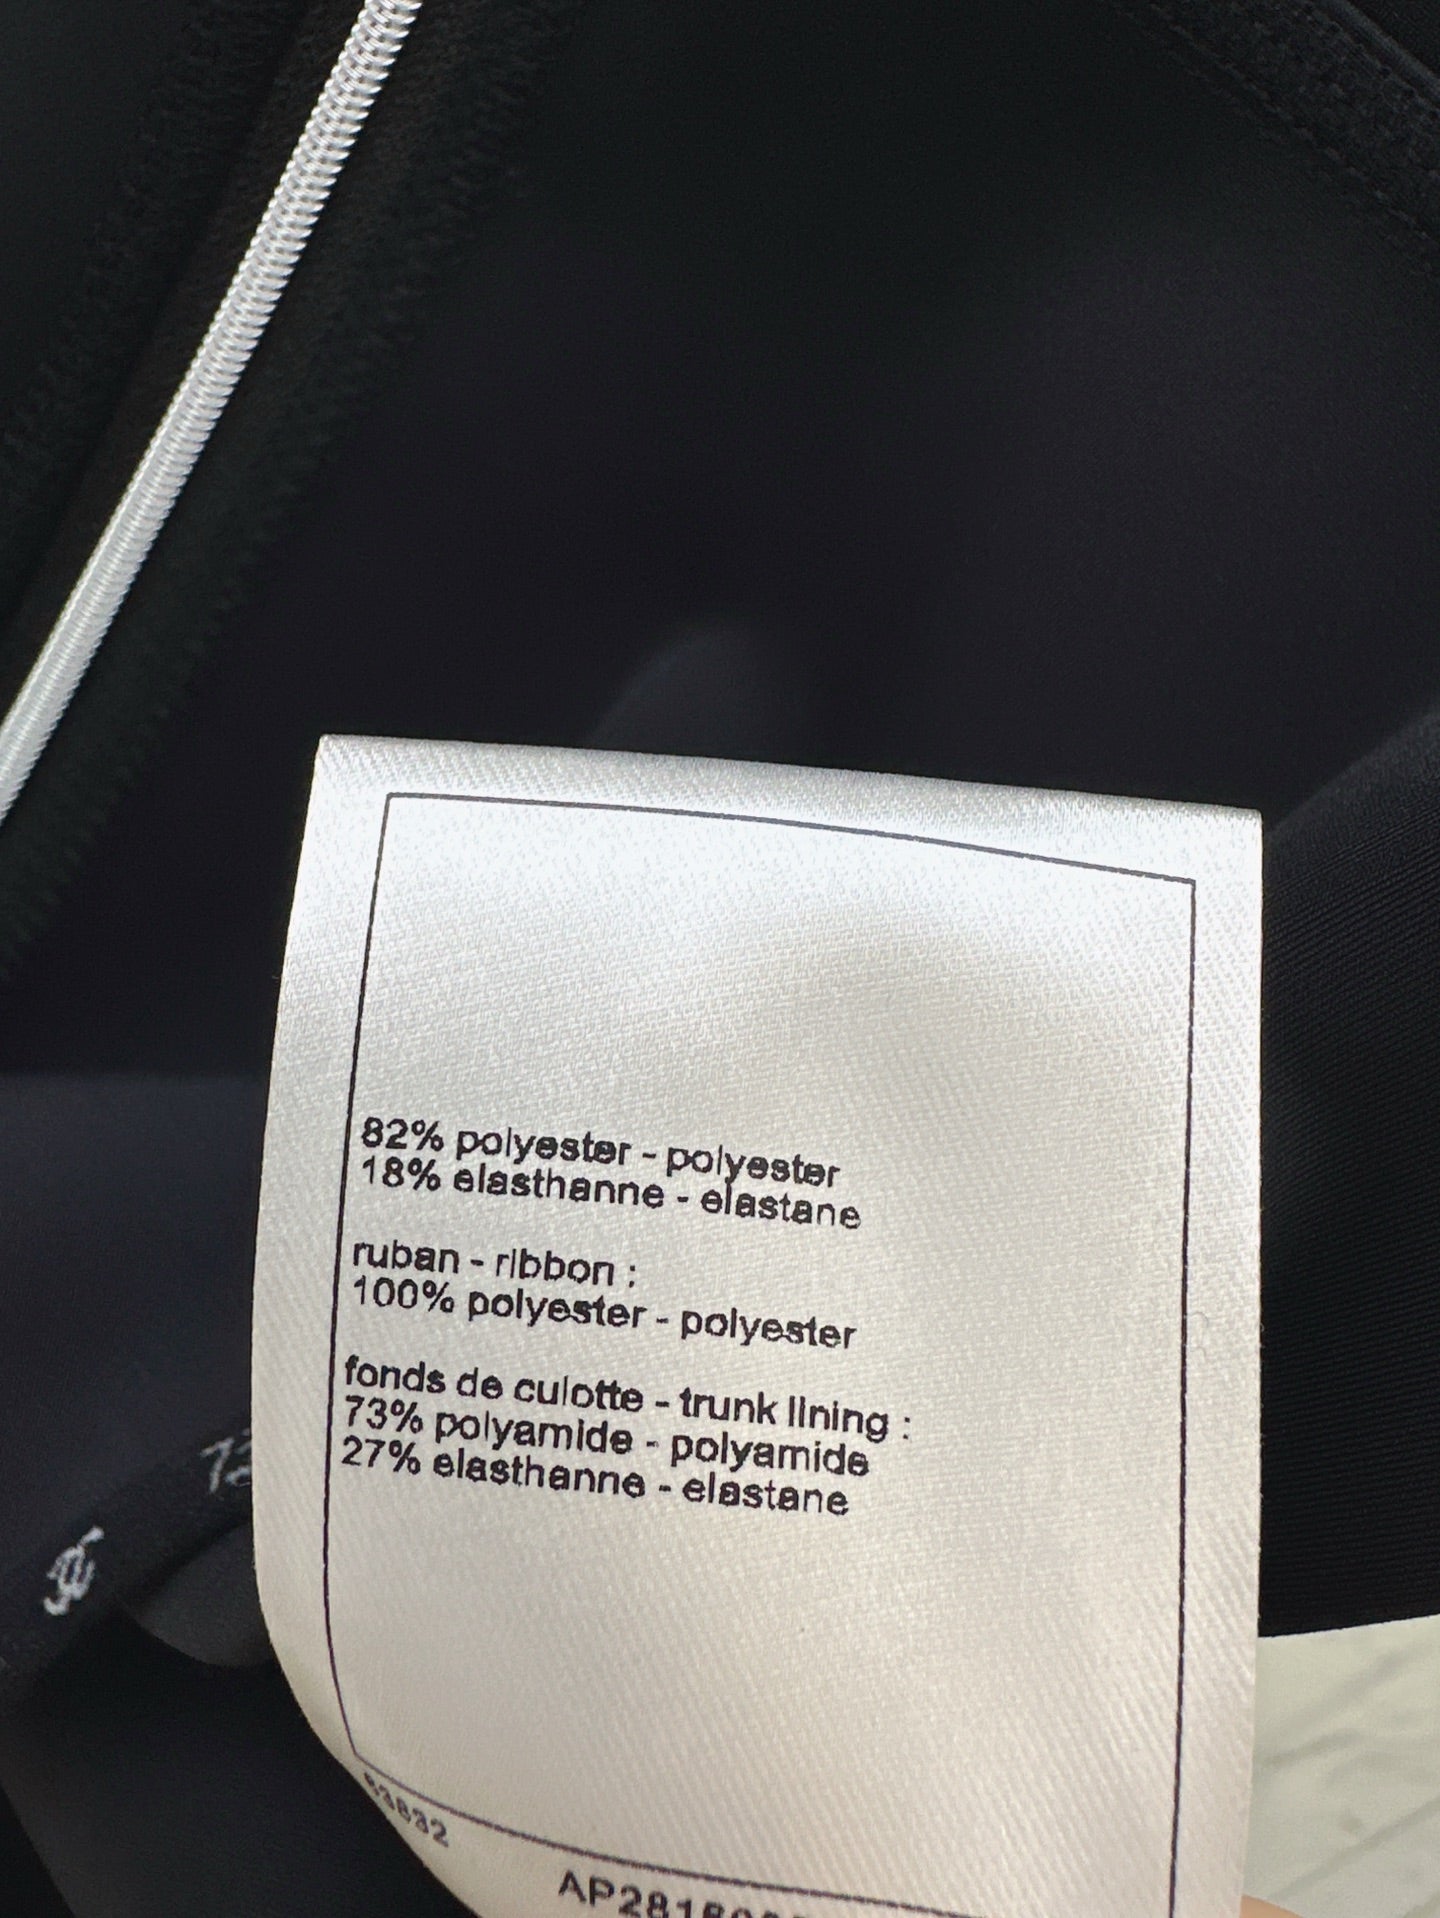 82% polyester - polyester
18% elasthanne - elastane
ruban - ribbon :
100% polyester - polyester
fonds de culotte - trunk lining :
73% polyamide - polyamide
27% elasthanne - elastane